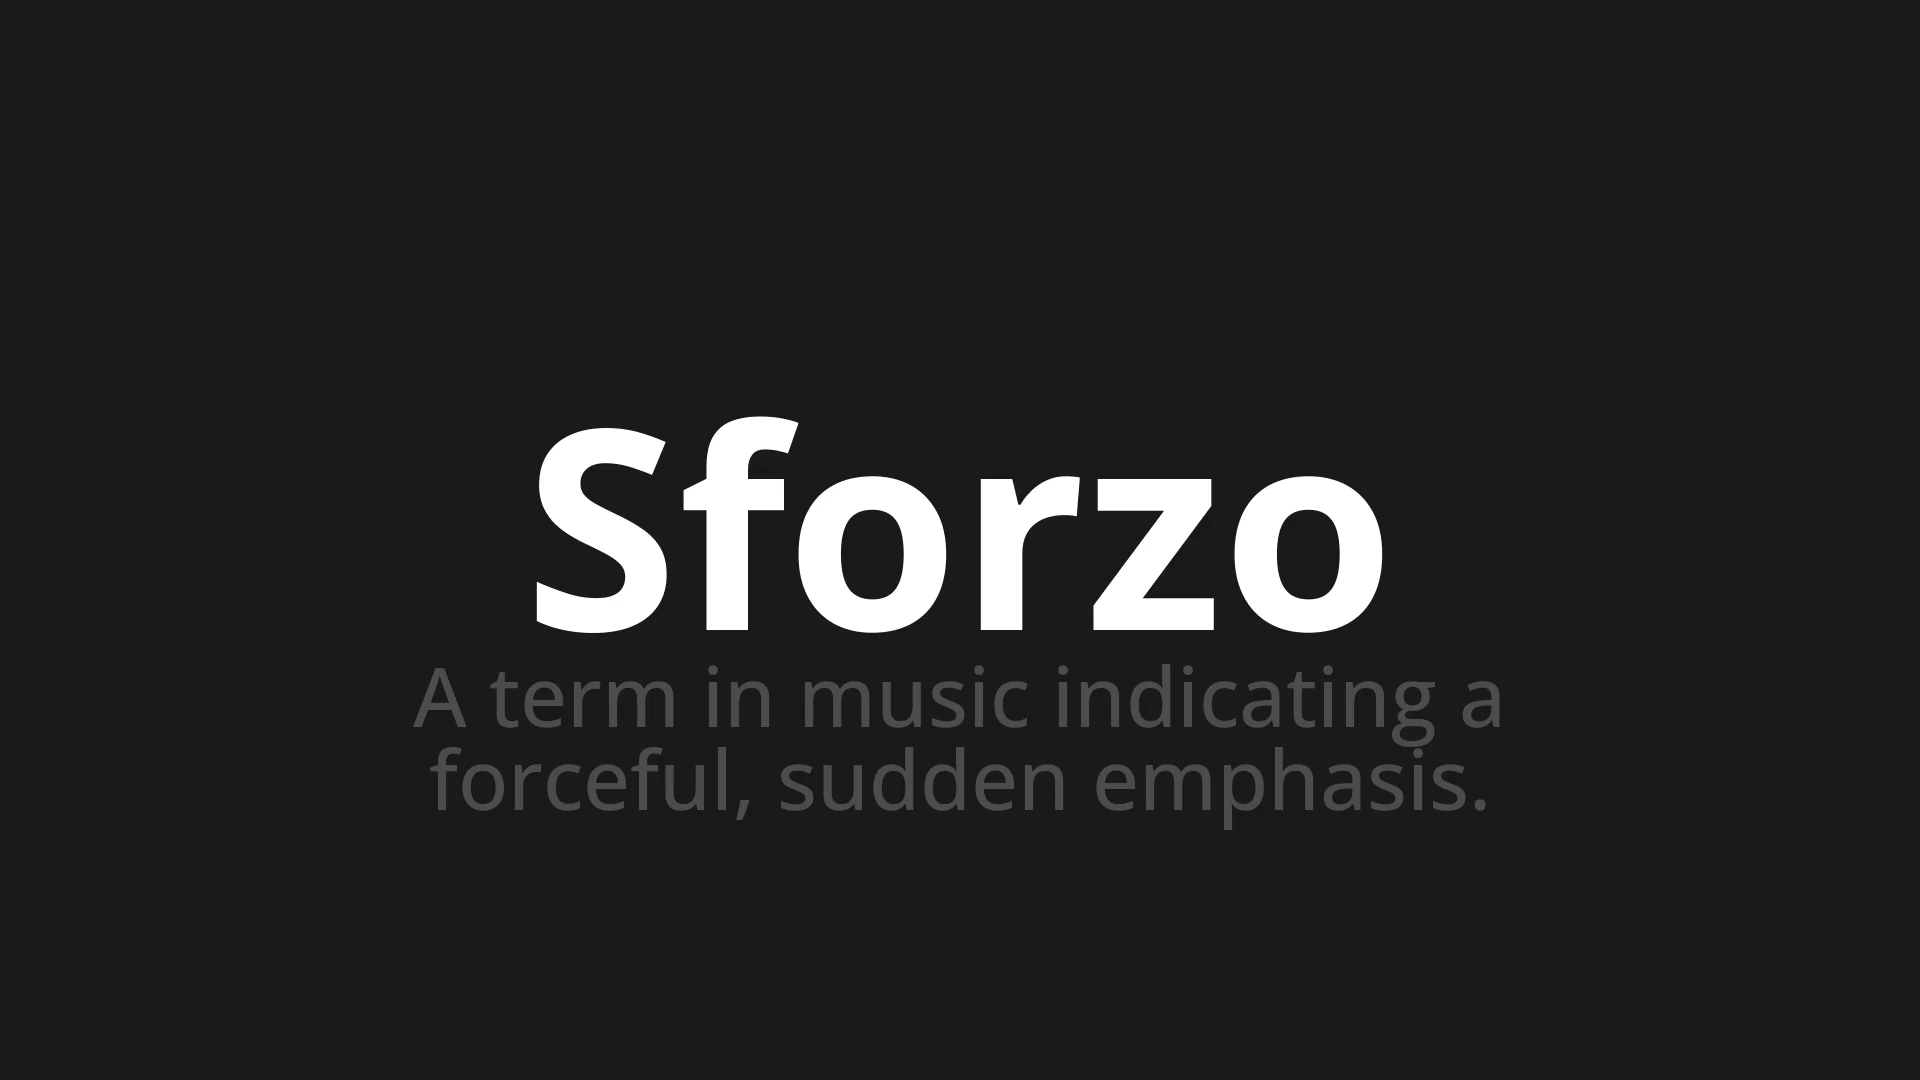 Sforzo
A term in music indicating a
forceful, sudden emphasis.